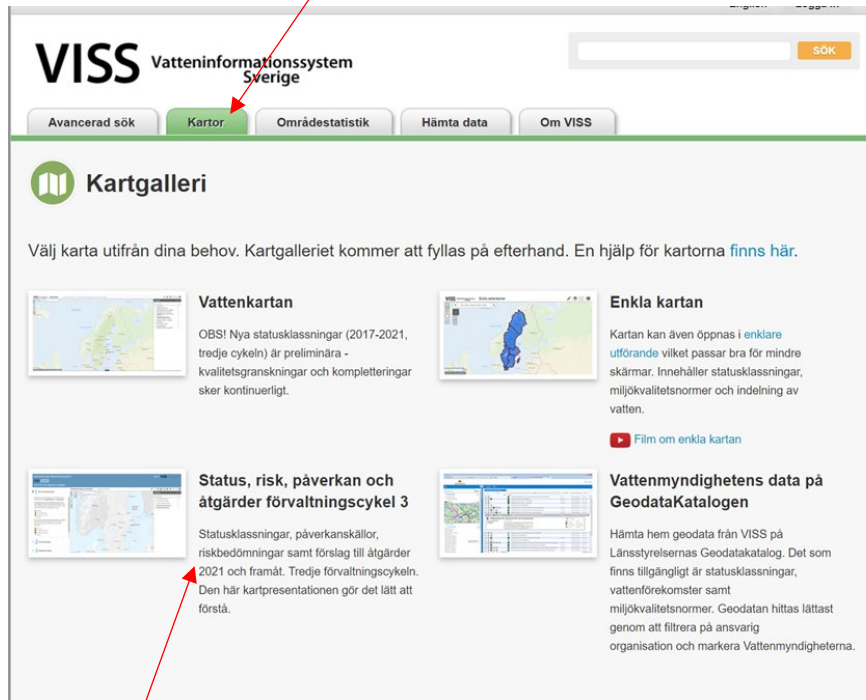 English Logga in
VISS Vatteninformationssystem
Sverige
SÖK
Avancerad sök Kartor Områdestatistik Hämta data Om VISS
Kartgalleri
Välj karta utifrån dina behov. Kartgalleriet kommer att fyllas på efterhand. En hjälp för kartorna finns här.
Vattenkartan
OBS! Nya statusklassningar (2017-2021,
tredje cykeln) är preliminära -
kvalitetsgranskningar och kompletteringar
sker kontinuerligt.
Enkla kartan
Kartan kan även öppnas i enklare
utförande vilket passar bra för mindre
skärmar. Innehåller statusklassningar,
miljökvalitetsnormer och indelning av
vatten.
Film om enkla kartan
Status, risk, påverkan och
åtgärder förvaltningscykel 3
Statusklassningar, påverkanskällor,
riskbedömningar samt förslag till åtgärder
2021 och framåt. Tredje förvaltningscykeln.
Den här kartpresentationen gör det lätt att
förstå.
Vattenmyndighetens data på
GeodataKatalogen
Hämta hem geodata från VISS på
Länsstyrelsernas Geodatakatalog. Det som
finns tillgängligt är statusklassningar,
vattenförekomster samt
miljökvalitetsnormer. Geodatan hittas lättast
genom att filtrera på ansvarig
organisation och markera Vattenmyndigheterna.